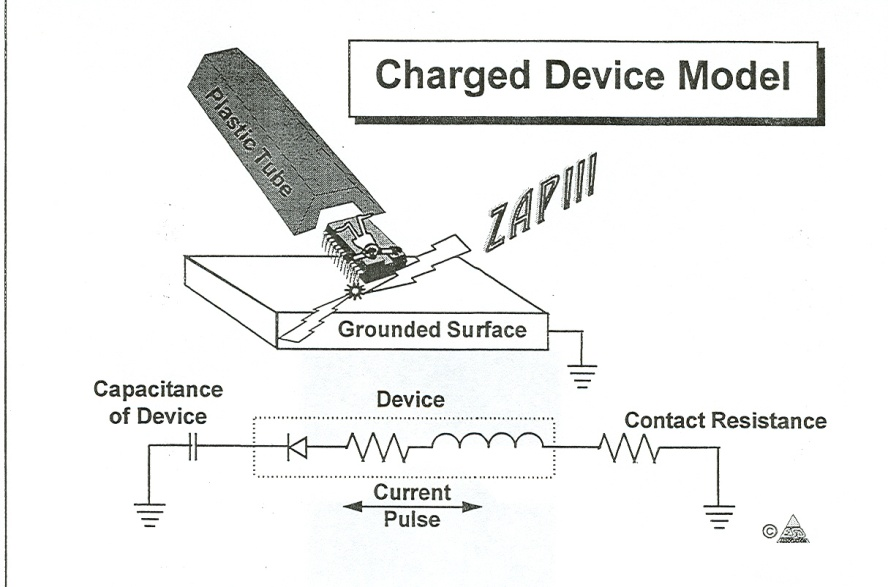 Charged Device Model
Plastic Tube
ZAP!!!
Grounded Surface
Capacitance
of Device
Device
Contact Resistance
Current
Pulse
©